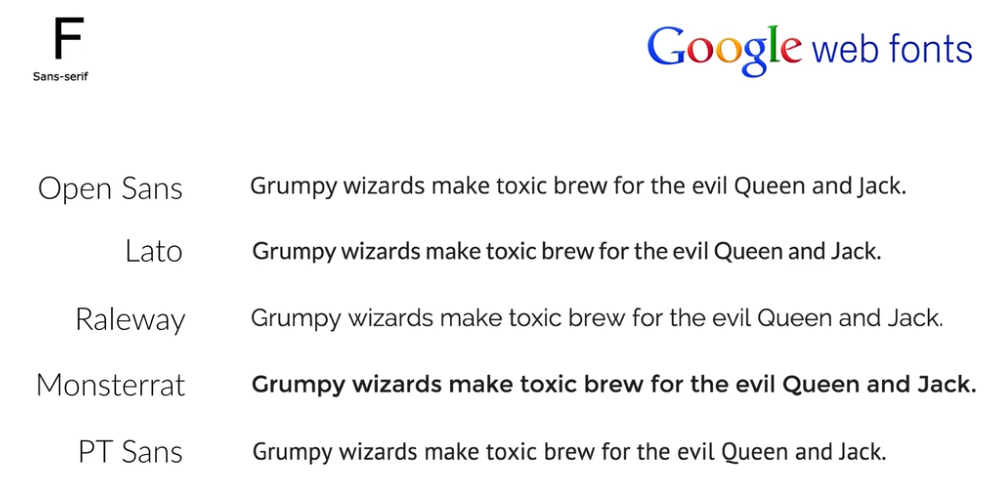 F
Sans-serif
Google web fonts
Open Sans Grumpy wizards make toxic brew for the evil Queen and Jack.
Lato Grumpy wizards make toxic brew for the evil Queen and Jack.
Raleway Grumpy wizards make toxic brew for the evil Queen and Jack.
Monsterrat Grumpy wizards make toxic brew for the evil Queen and Jack.
PT Sans Grumpy wizards make toxic brew for the evil Queen and Jack.